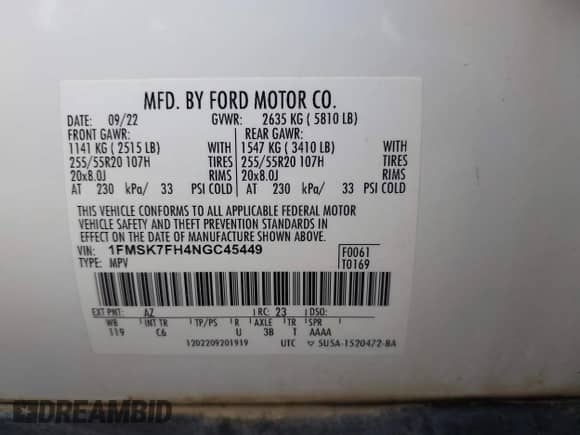 MFD. BY FORD MOTOR CO.
DATE: 09/22 GVWR: 2635 KG ( 5810 LB)
FRONT GAWR: REAR GAWR:
1141 KG ( 2515 LB) 1547 KG ( 3410 LB)
255/55R20 107H TIRES 255/55R20 107H TIRES
20x8.0J RIMS 20x8.0J RIMS
AT 230 kPa/ 33 PSI COLD AT 230 kPa/ 33 PSI COLD
THIS VEHICLE CONFORMS TO ALL APPLICABLE FEDERAL MOTOR
VEHICLE SAFETY AND THEFT PREVENTION STANDARDS IN
EFFECT ON THE DATE OF MANUFACTURE SHOWN ABOVE.
VIN: 1FMSK7FH4NGC45449 F0061
TYPE: MPV T0169
EXT PNT: AZ RC: 23 DSO:
WB INT TR TP/PS R AXLE TR SPR
119 C6 U 3B T AAAA
1202209201919 UTC ▽ SU5A-1520472-BA
DREAMBID